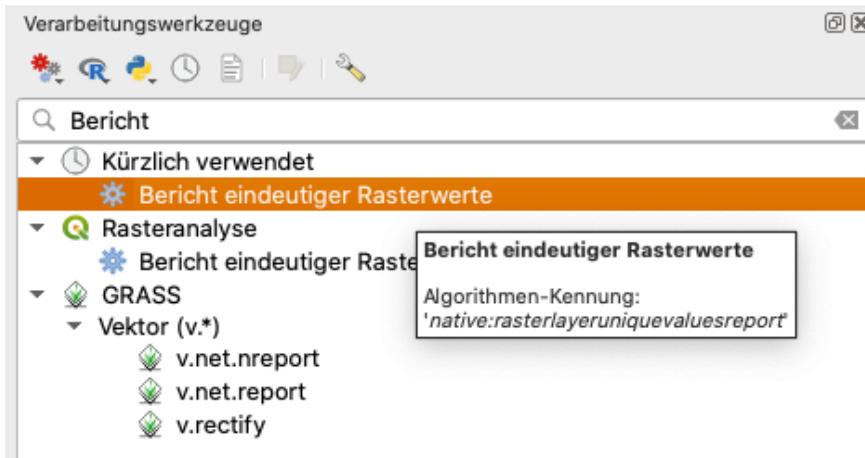 Verarbeitungswerkzeuge
Bericht
Kürzlich verwendet
Bericht eindeutiger Rasterwerte
Rasteranalyse
Bericht eindeutiger Raste
Bericht eindeutiger Rasterwerte
Algorithmen-Kennung:
'native:rasterlayeruniquevaluesreport'
GRASS
Vektor (v.*)
v.net.nreport
v.net.report
v.rectify